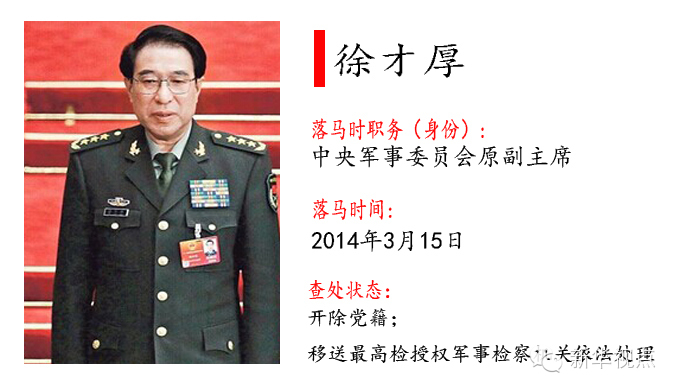 徐才厚
落马时职务（身份）:
中央军事委员会原副主席
落马时间:
2014年3月15日
查处状态:
开除党籍;
移送最高检授权军事检察机关依法处理
新华视点